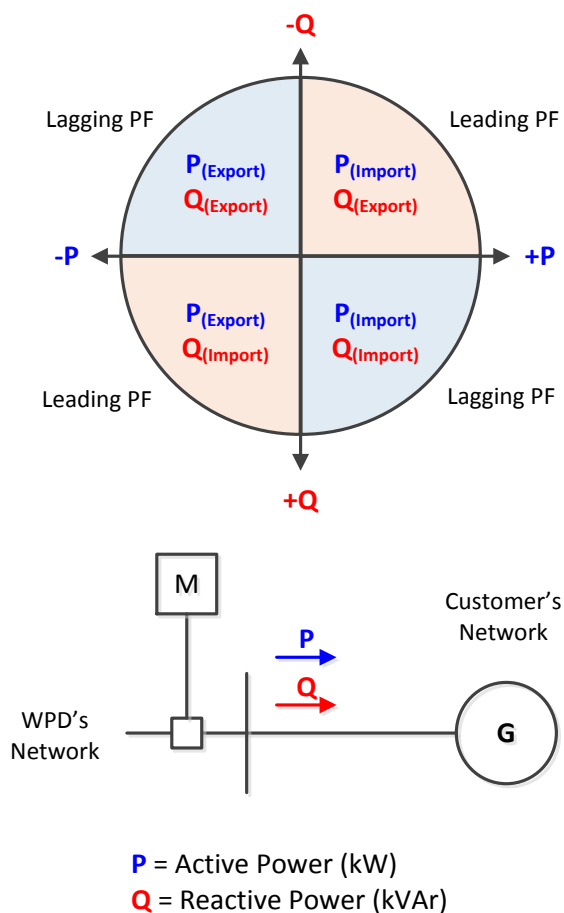 -Q
Lagging PF
Leading PF
P(Export)
Q(Export)
P(Import)
Q(Export)
-P
+P
P(Export)
Q(Import)
P(Import)
Q(Import)
Leading PF
Lagging PF
+Q
M
Customer's
Network
P
Q
WPD's
Network
G
P = Active Power (kW)
Q = Reactive Power (kVAr)